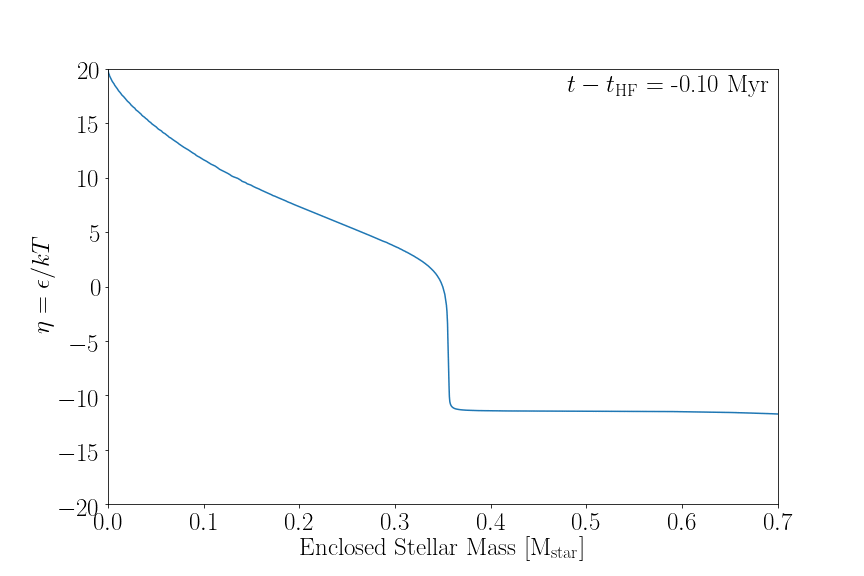 t − t_HF = -0.10 Myr
η = ϵ/kT
20
15
10
5
0
−5
−10
−15
−20
0.0 0.1 0.2 0.3 0.4 0.5 0.6 0.7
Enclosed Stellar Mass [M_star]